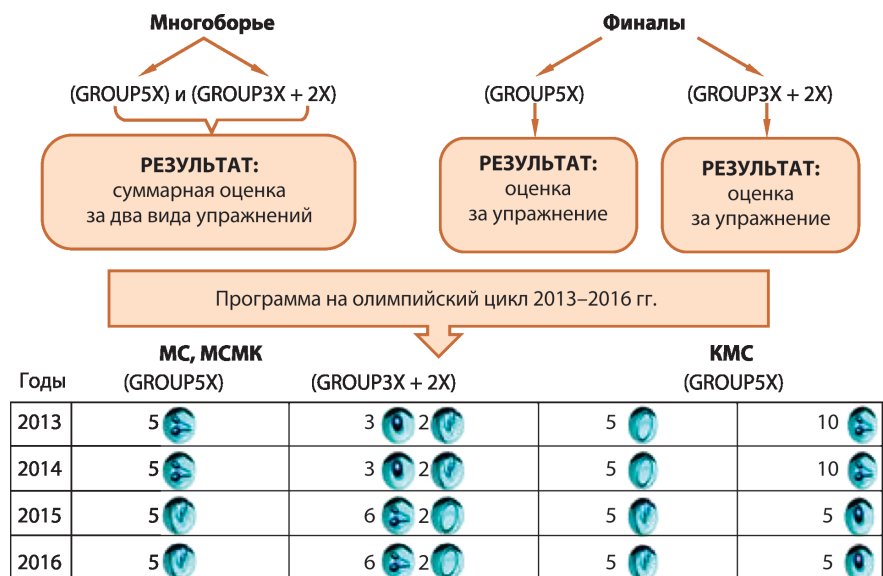 Многоборье
Финалы
(GROUP5X) и (GROUP3X + 2X)
(GROUP5X)
(GROUP3X + 2X)
РЕЗУЛЬТАТ:
суммарная оценка
за два вида упражнений
РЕЗУЛЬТАТ:
оценка
за упражнение
РЕЗУЛЬТАТ:
оценка
за упражнение
Программа на олимпийский цикл 2013–2016 гг.
МС, МСМК
КМС
Годы
(GROUP5X)
(GROUP3X + 2X)
(GROUP5X)
2013 5 3 2 5 10
2014 5 3 2 5 10
2015 5 6 2 5 5
2016 5 6 2 5 5